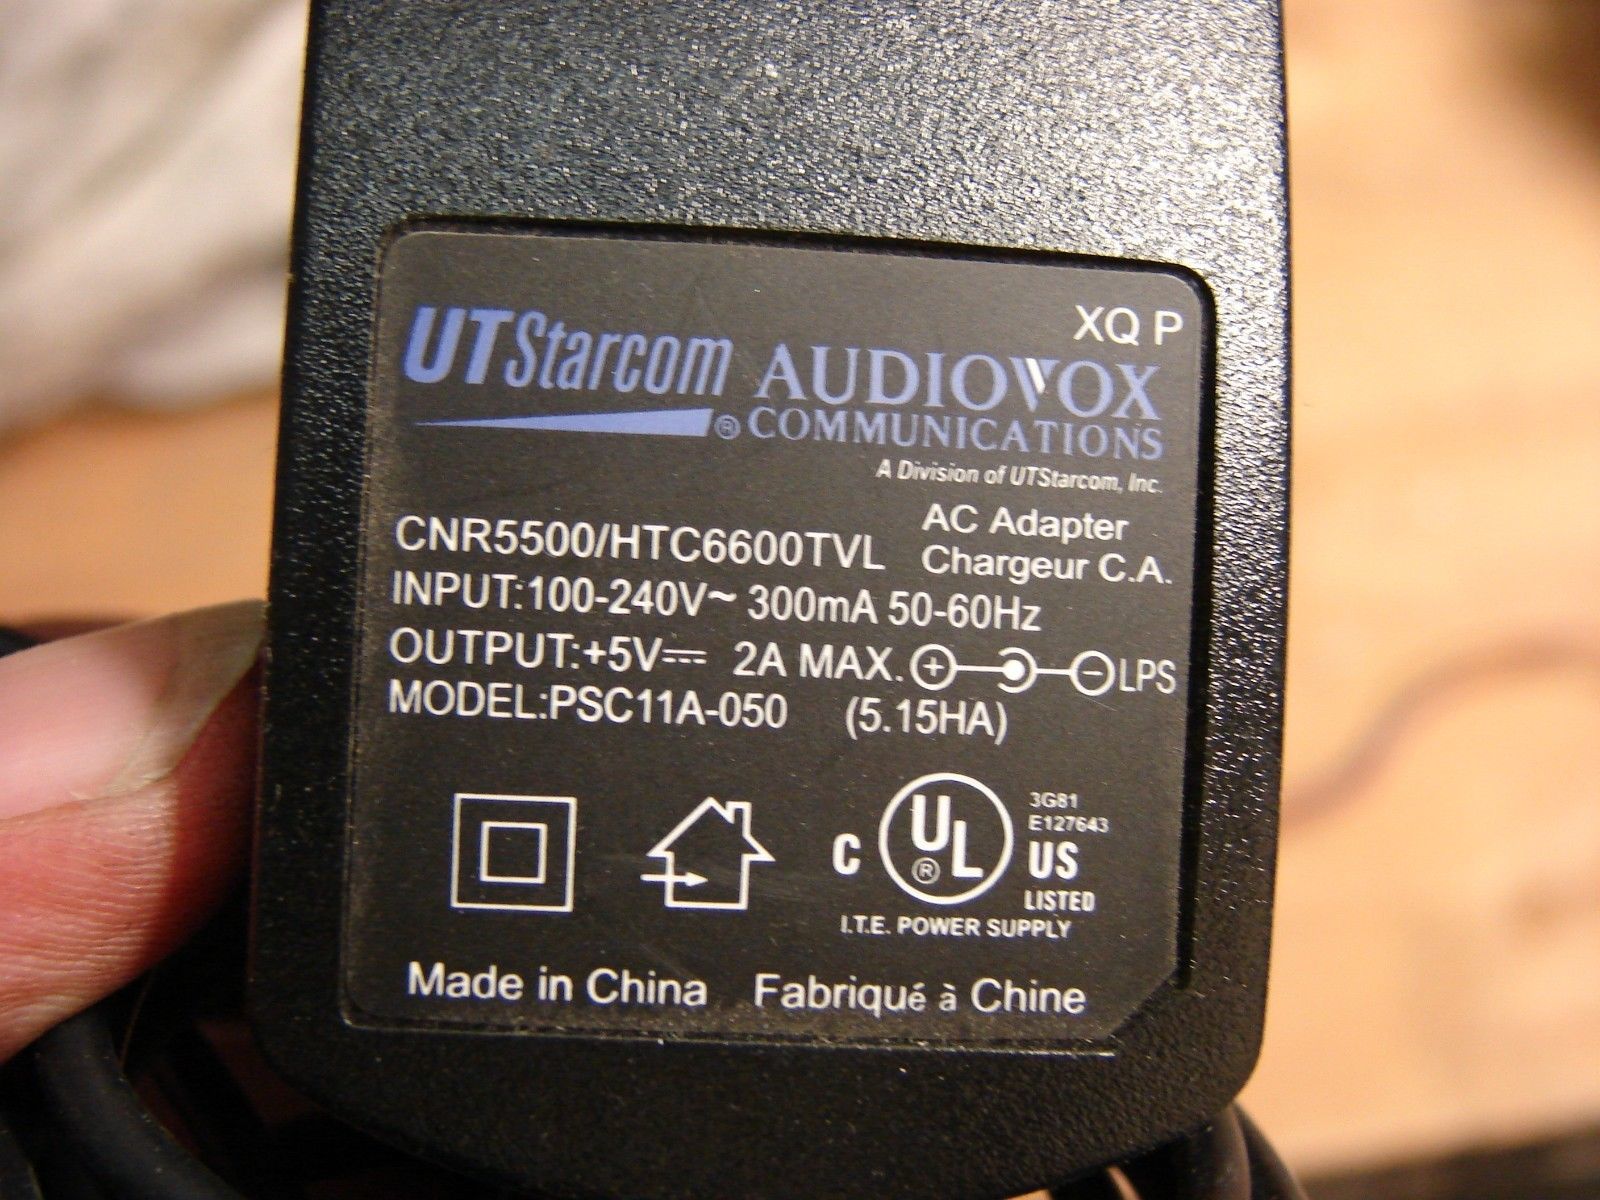 XQ P
UTStarcom AUDIOVOX
® COMMUNICATIONS
A Division of UTStarcom, Inc.
CNR5500/HTC6600TVL
AC Adapter
Chargeur C.A.
INPUT:100-240V~ 300mA 50-60Hz
OUTPUT:+5V⎓ 2A MAX. + − LPS
MODEL:PSC11A-050 (5.15HA)
3G81
E127643
C UL® US
LISTED
I.T.E. POWER SUPPLY
Made in China Fabriqué à Chine